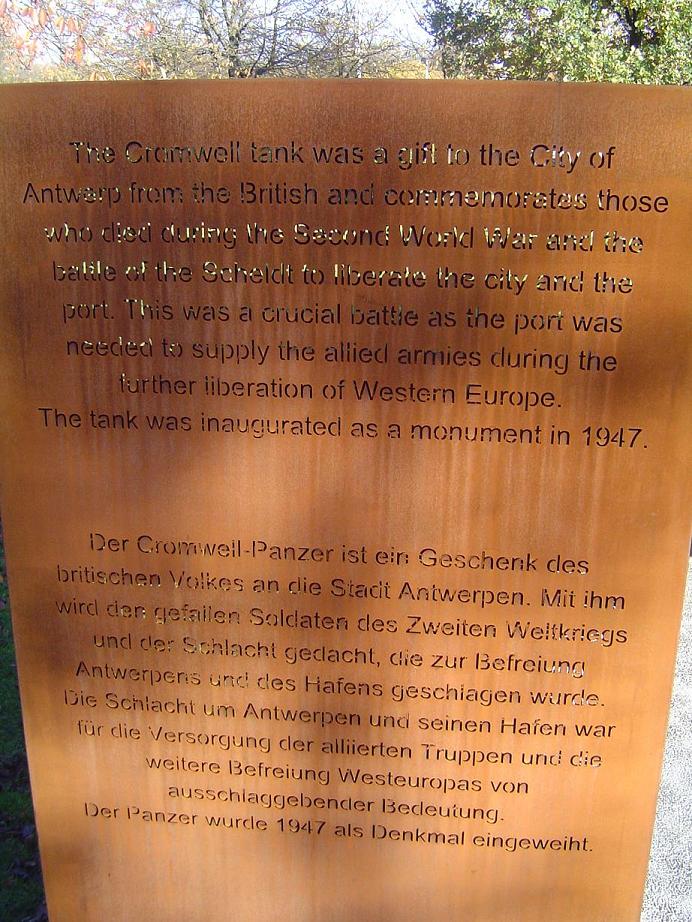 The Cromwell tank was a gift to the City of
Antwerp from the British and commemorates those
who died during the Second World War and the
battle of the Scheldt to liberate the city and the
port. This was a crucial battle as the port was
needed to supply the allied armies during the
further liberation of Western Europe.
The tank was inaugurated as a monument in 1947.
Der Cromwell-Panzer ist ein Geschenk des
britischen Volkes an die Stadt Antwerpen. Mit ihm
wird den gefallen Soldaten des Zweiten Weltkriegs
und der Schlacht gedacht, die zur Befreiung
Antwerpens und des Hafens geschlagen wurde.
Die Schlacht um Antwerpen und seinen Hafen war
für die Versorgung der alliierten Truppen und die
weitere Befreiung Westeuropas von
ausschlaggebender Bedeutung.
Der Panzer wurde 1947 als Denkmal eingeweiht.